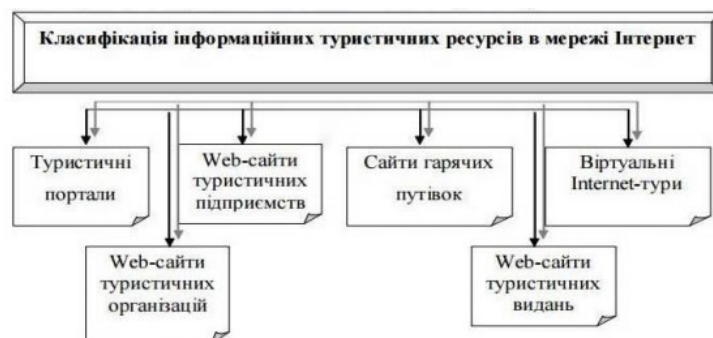 Класифікація інформаційних туристичних ресурсів в мережі Інтернет
Туристичні
портали
Web-сайти
туристичних
підприємств
Сайти гарячих
путівок
Віртуальні
Internet-тури
Web-сайти
туристичних
організацій
Web-сайти
туристичних
видань